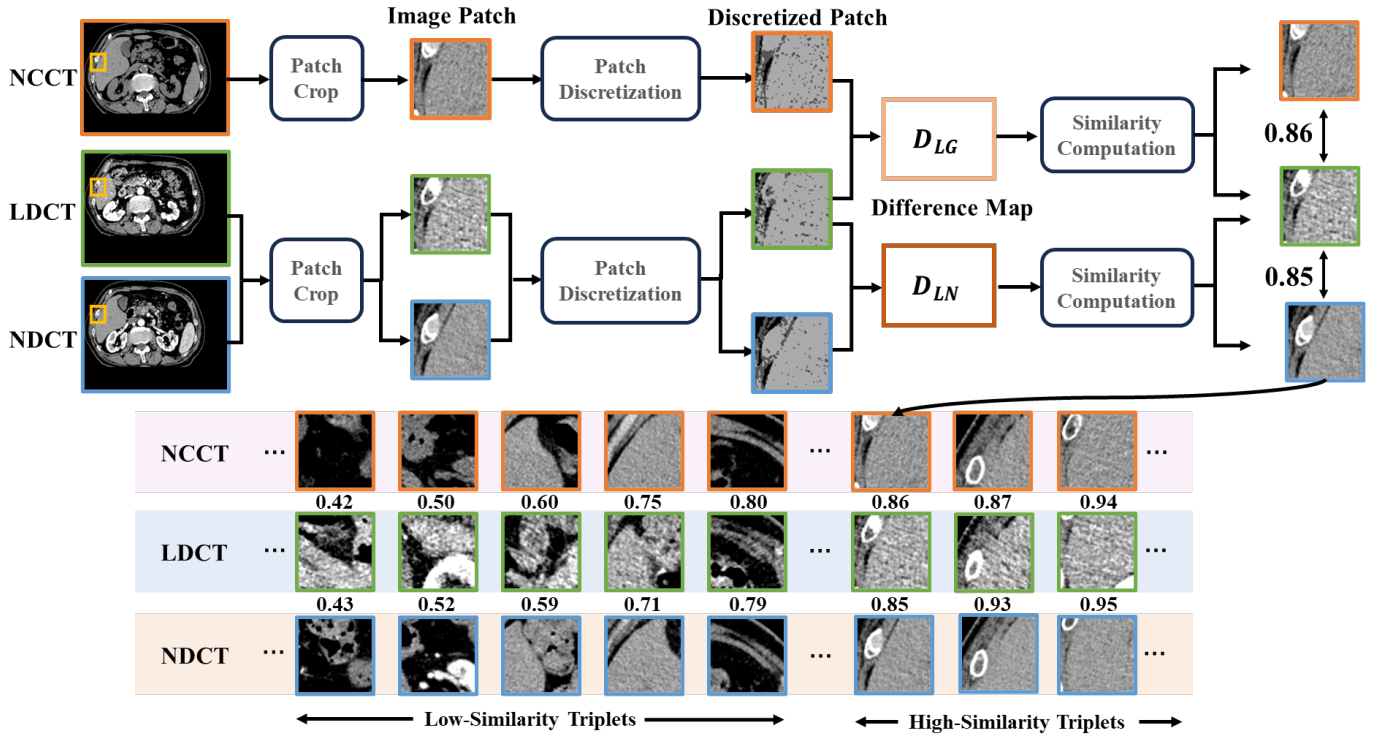 Image Patch
Discretized Patch
NCCT
Patch
Crop
Patch
Discretization
D_LG
Similarity
Computation
0.86
LDCT
Difference Map
Patch
Crop
Patch
Discretization
D_LN
Similarity
Computation
0.85
NDCT
NCCT ... ... ...
0.42 0.50 0.60 0.75 0.80 0.86 0.87 0.94
LDCT ... ... ...
0.43 0.52 0.59 0.71 0.79 0.85 0.93 0.95
NDCT ... ... ...
Low-Similarity Triplets
High-Similarity Triplets